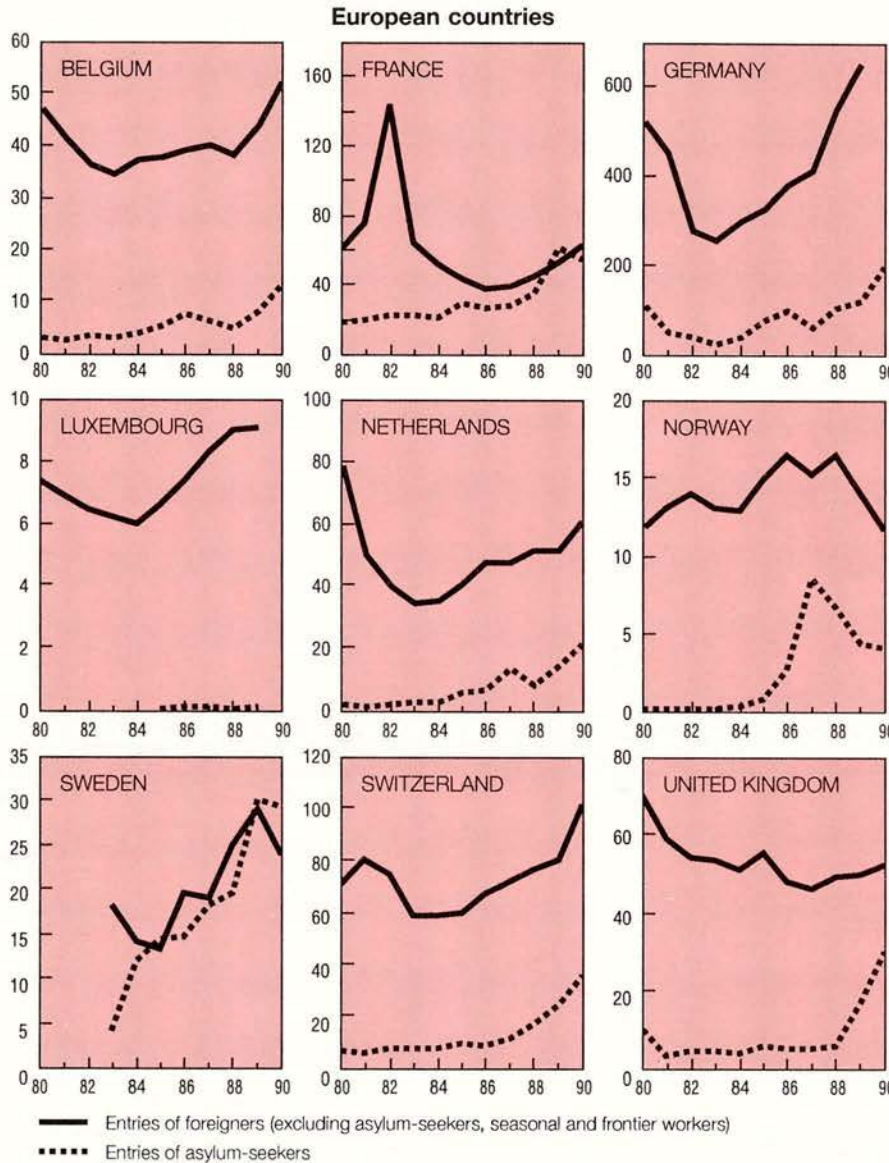 European countries
BELGIUM
60
50
40
30
20
10
0
80 82 84 86 88 90
FRANCE
160
120
80
40
0
80 82 84 86 88 90
GERMANY
600
400
200
0
80 82 84 86 88 90
LUXEMBOURG
10
8
6
4
2
0
80 82 84 86 88 90
NETHERLANDS
100
80
60
40
20
0
80 82 84 86 88 90
NORWAY
20
15
10
5
0
80 82 84 86 88 90
SWEDEN
35
30
25
20
15
10
5
0
80 82 84 86 88 90
SWITZERLAND
120
100
80
60
40
20
0
80 82 84 86 88 90
UNITED KINGDOM
80
60
40
20
0
80 82 84 86 88 90
Entries of foreigners (excluding asylum-seekers, seasonal and frontier workers)
Entries of asylum-seekers